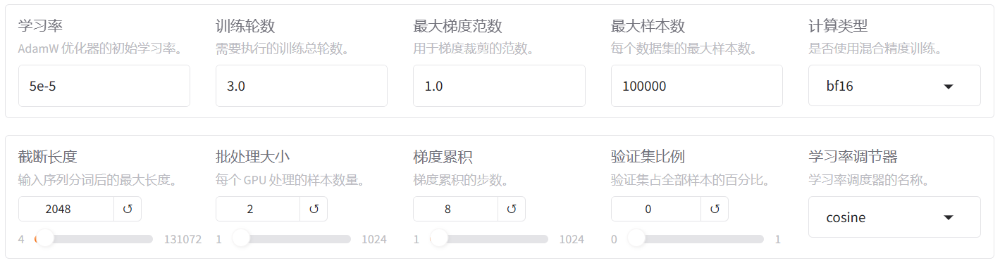 学习率
AdamW 优化器的初始学习率。
5e-5
训练轮数
需要执行的训练总轮数。
3.0
最大梯度范数
用于梯度裁剪的范数。
1.0
最大样本数
每个数据集的最大样本数。
100000
计算类型
是否使用混合精度训练。
bf16
截断长度
输入序列分词后的最大长度。
2048
4 131072
批处理大小
每个 GPU 处理的样本数量。
2
1 1024
梯度累积
梯度累积的步数。
8
1 1024
验证集比例
验证集占全部样本的百分比。
0
0 1
学习率调节器
学习率调度器的名称。
cosine